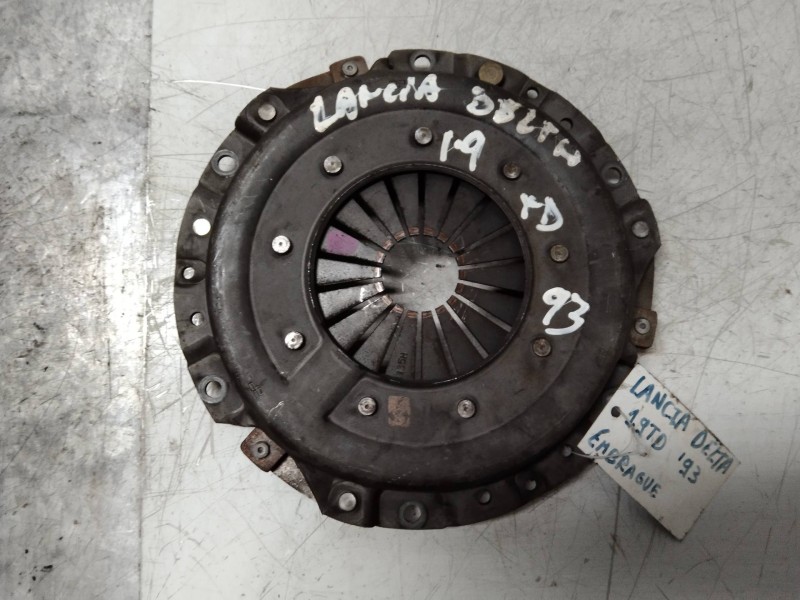 LANCIA DELTA
1.9
TD
93
LANCIA DELTA
1.9TD '93
EMBRAGUE